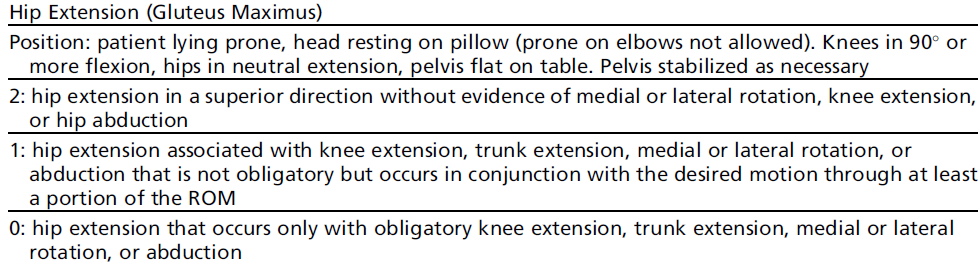 Hip Extension (Gluteus Maximus)
Position: patient lying prone, head resting on pillow (prone on elbows not allowed). Knees in 90° or
more flexion, hips in neutral extension, pelvis flat on table. Pelvis stabilized as necessary
2: hip extension in a superior direction without evidence of medial or lateral rotation, knee extension,
or hip abduction
1: hip extension associated with knee extension, trunk extension, medial or lateral rotation, or
abduction that is not obligatory but occurs in conjunction with the desired motion through at least
a portion of the ROM
0: hip extension that occurs only with obligatory knee extension, trunk extension, medial or lateral
rotation, or abduction